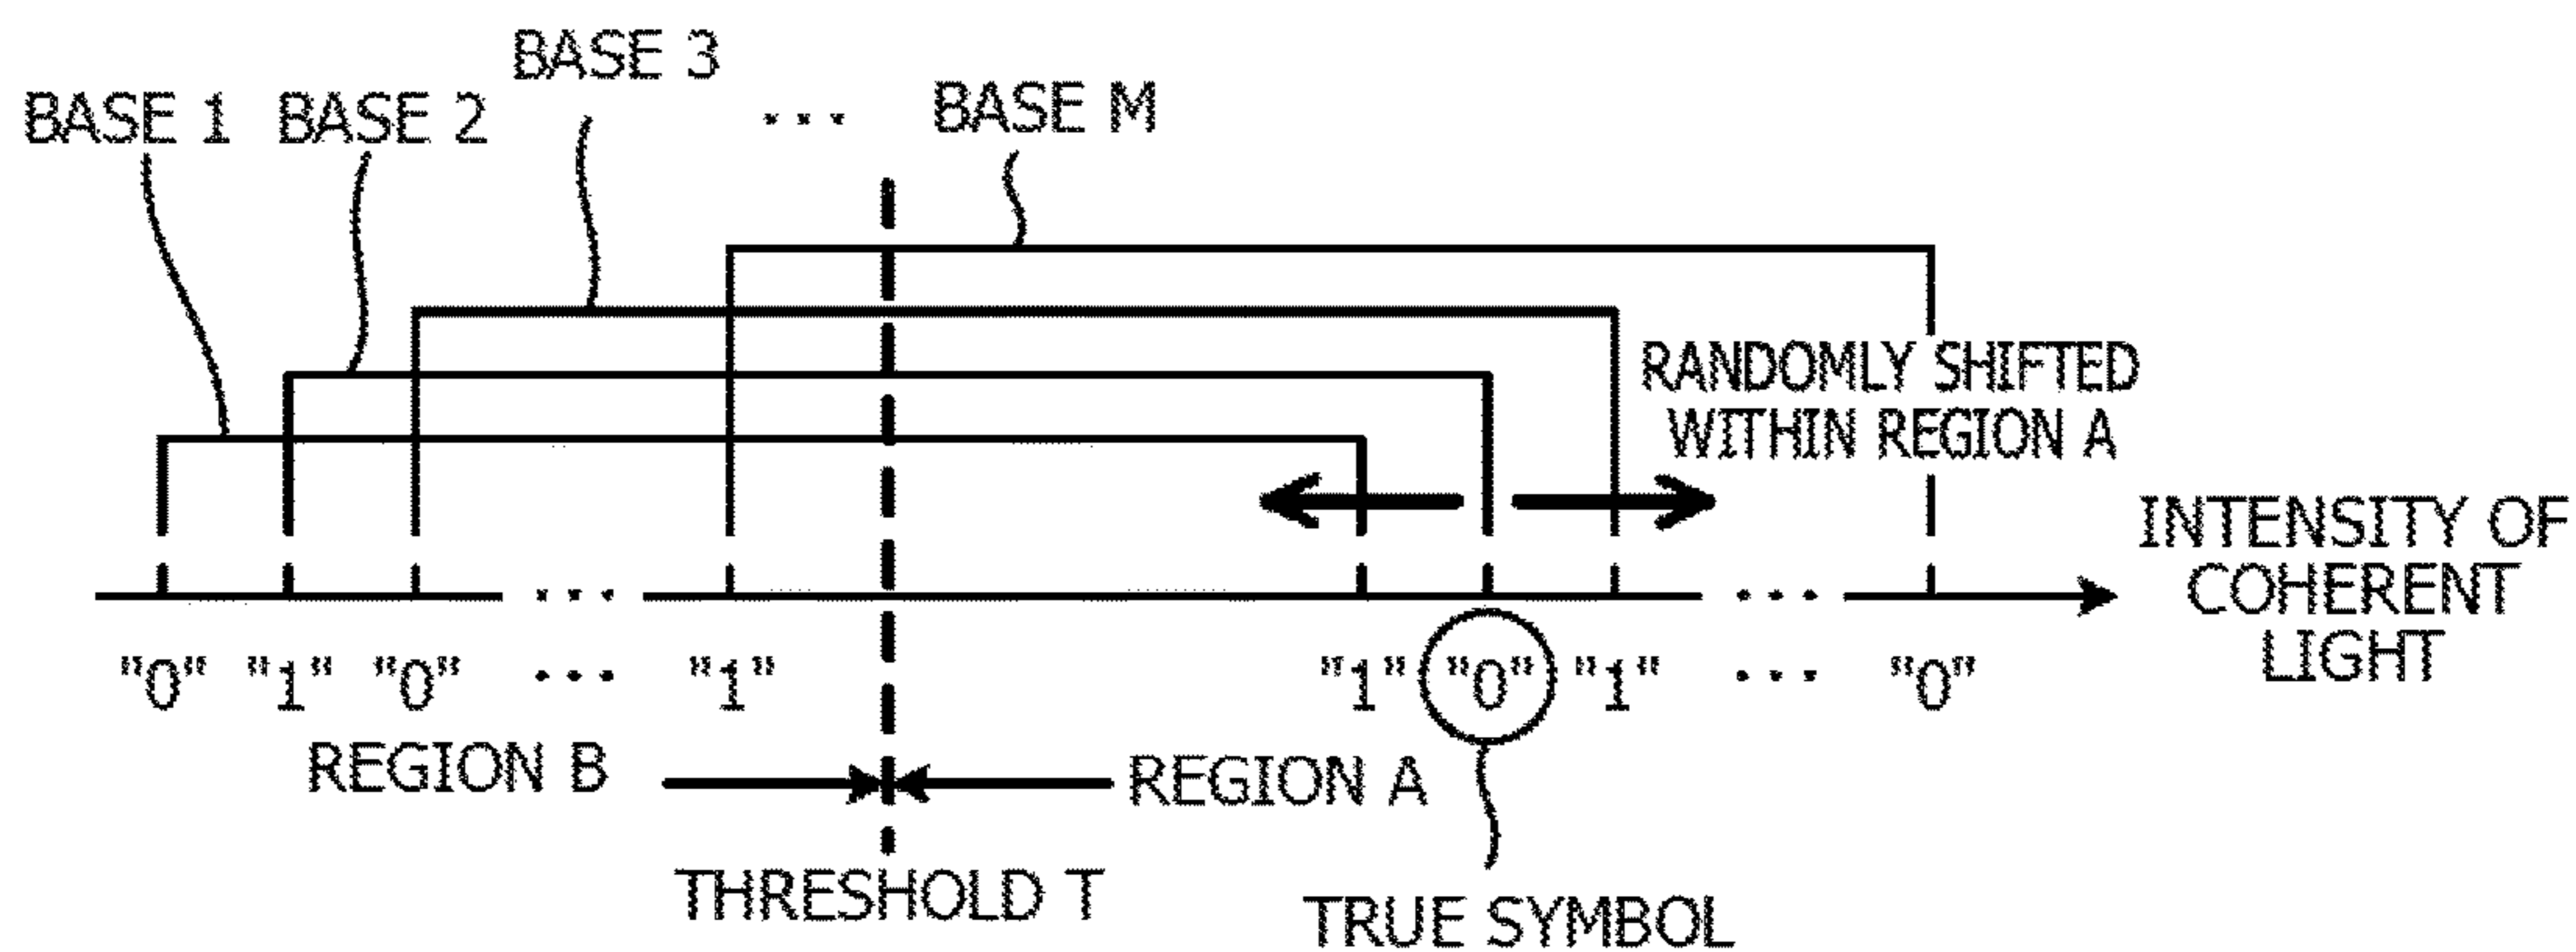 BASE 3
BASE 1 BASE 2 ... BASE M
RANDOMLY SHIFTED
WITHIN REGION A
INTENSITY OF
COHERENT
LIGHT
... ...
"0" "1" "0" ... "1" "1" "0" "1" ... "0"
REGION B REGION A
THRESHOLD T
TRUE SYMBOL